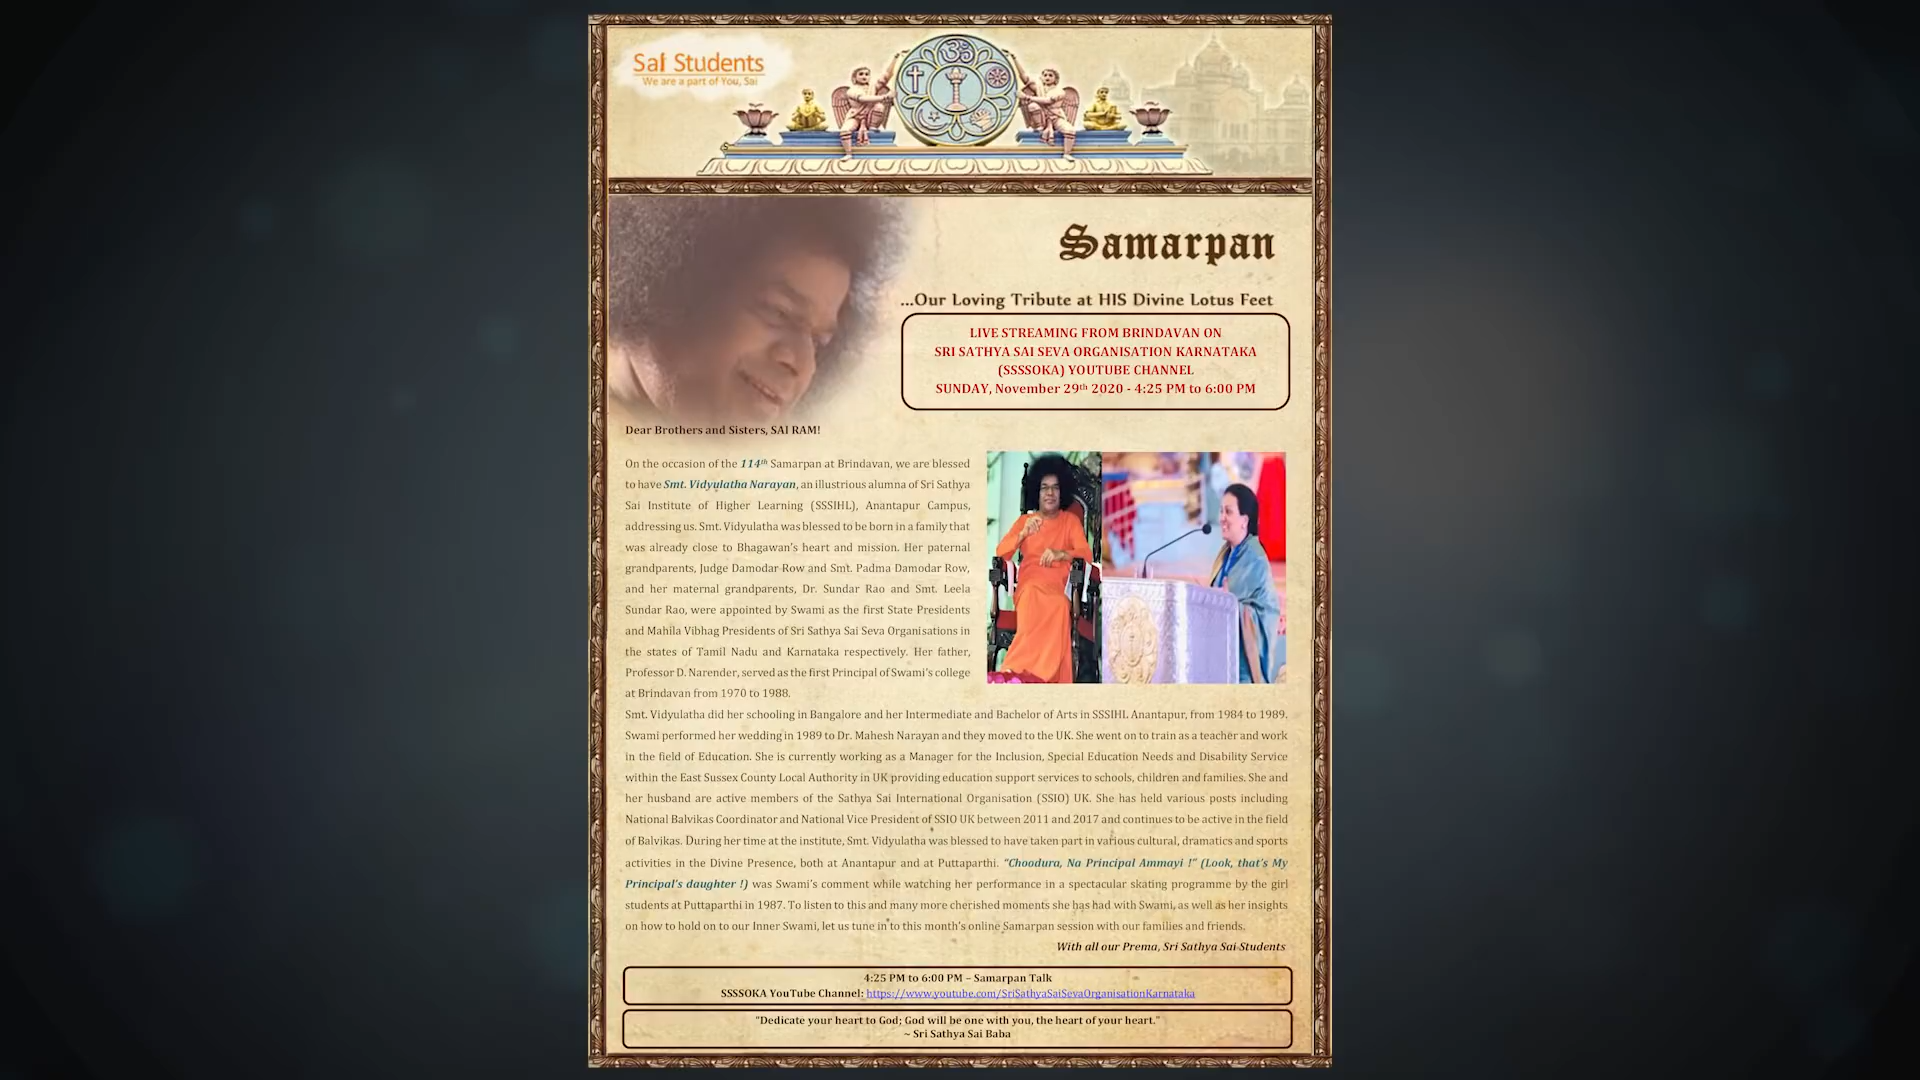 Sai Students
We are a part of You, Sai
Samarpan
...Our Loving Tribute at HIS Divine Lotus Feet
LIVE STREAMING FROM BRINDAVAN ON
SRI SATHYA SAI SEVA ORGANISATION KARNATAKA
(SSSSOKA) YOUTUBE CHANNEL
SUNDAY, November 29th 2020 - 4:25 PM to 6:00 PM
Dear Brothers and Sisters, SAI RAM!
On the occasion of the 114th Samarpan at Brindavan, we are blessed
to have Smt. Vidyulatha Narayan, an illustrious alumna of Sri Sathya
Sai Institute of Higher Learning (SSSIHL), Anantapur Campus,
addressing us. Smt. Vidyulatha was blessed to be born in a family that
was already close to Bhagawan's heart and mission. Her paternal
grandparents, Judge Damodar Row and Smt. Padma Damodar Row,
and her maternal grandparents, Dr. Sundar Rao and Smt. Leela
Sundar Rao, were appointed by Swami as the first State Presidents
and Mahila Vibhag Presidents of Sri Sathya Sai Seva Organisations in
the states of Tamil Nadu and Karnataka respectively. Her father,
Professor D. Narender, served as the first Principal of Swami's college
at Brindavan from 1970 to 1988.
Smt. Vidyulatha did her schooling in Bangalore and her Intermediate and Bachelor of Arts in SSSIHL Anantapur, from 1984 to 1989.
Swami performed her wedding in 1989 to Dr. Mahesh Narayan and they moved to the UK. She went on to train as a teacher and work
in the field of Education. She is currently working as a Manager for the Inclusion, Special Education Needs and Disability Service
within the East Sussex County Local Authority in UK providing education support services to schools, children and families. She and
her husband are active members of the Sathya Sai International Organisation (SSIO) UK. She has held various posts including
National Balvikas Coordinator and National Vice President of SSIO UK between 2011 and 2017 and continues to be active in the field
of Balvikas. During her time at the institute, Smt. Vidyulatha was blessed to have taken part in various cultural, dramatics and sports
activities in the Divine Presence, both at Anantapur and at Puttaparthi. "Choodura, Na Principal Ammayi !" (Look, that's My
Principal's daughter !) was Swami's comment while watching her performance in a spectacular skating programme by the girl
students at Puttaparthi in 1987. To listen to this and many more cherished moments she has had with Swami, as well as her insights
on how to hold on to our Inner Swami, let us tune in to this month's online Samarpan session with our families and friends.
With all our Prema, Sri Sathya Sai Students
4:25 PM to 6:00 PM – Samarpan Talk
SSSSOKA YouTube Channel: https://www.youtube.com/SriSathyaSaiSevaOrganisationKarnataka
"Dedicate your heart to God; God will be one with you, the heart of your heart."
~ Sri Sathya Sai Baba